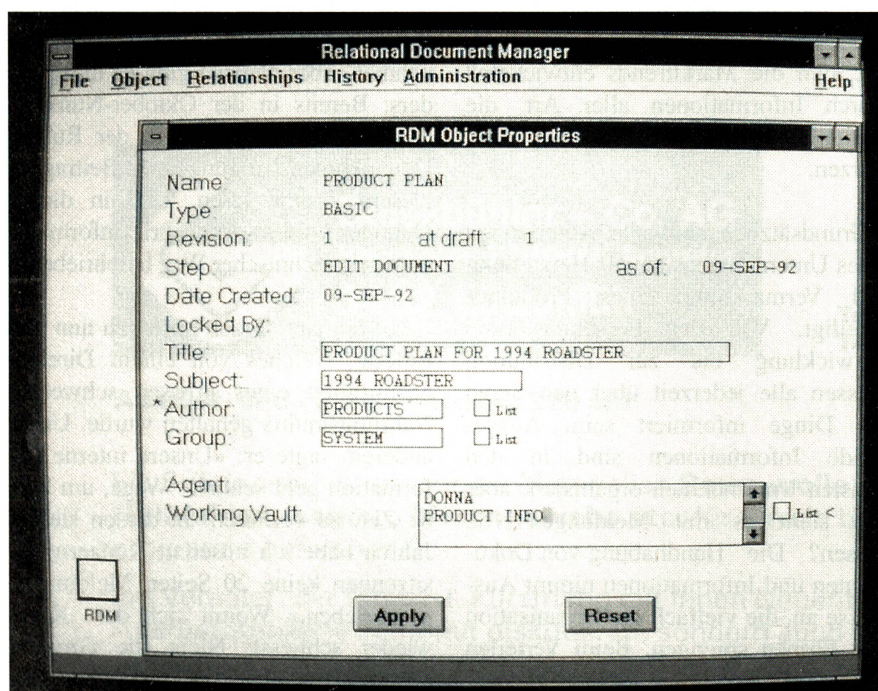 Relational Document Manager
File Object Relationships History Administration Help
RDM Object Properties
Name: PRODUCT PLAN
Type: BASIC
Revision: 1 at draft: 1
Step: EDIT DOCUMENT as of: 09-SEP-92
Date Created: 09-SEP-92
Locked By:
Title: PRODUCT PLAN FOR 1994 ROADSTER
Subject: 1994 ROADSTER
Author: PRODUCTS List
Group: SYSTEM List
Agent: DONNA
Working Vault: PRODUCT INFO List <
RDM
Apply Reset